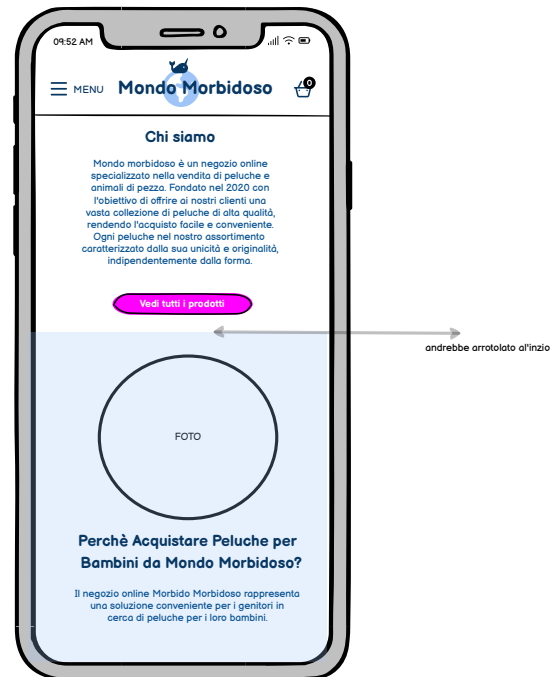 09:52 AM
MENU
Mondo Morbidoso
0
Chi siamo
Mondo morbidoso è un negozio online
specializzato nella vendita di peluche e
animali di pezza. Fondato nel 2020 con
l'obiettivo di offrire ai nostri clienti una
vasta collezione di peluche di alta qualità,
rendendo l'acquisto facile e conveniente.
Ogni peluche nel nostro assortimento
caratterizzato dalla sua unicità e originalità,
indipendentemente dalla forma.
Vedi tutti i prodotti
andrebbe arrotolato al'inzio
FOTO
Perchè Acquistare Peluche per
Bambini da Mondo Morbidoso?
Il negozio online Morbido Morbidoso rappresenta
una soluzione conveniente per i genitori in
cerca di peluche per i loro bambini.